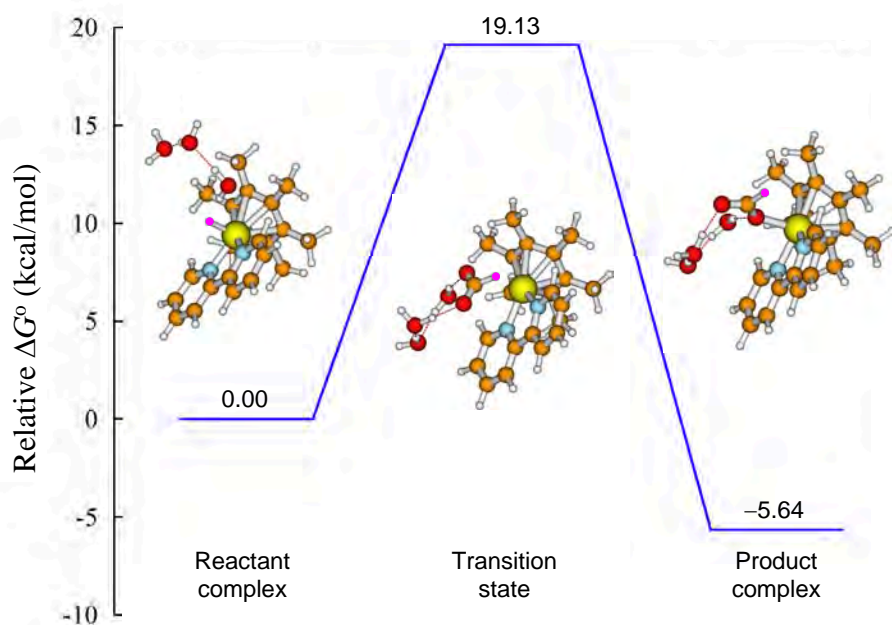 Relative ΔG° (kcal/mol)
20
15
10
5
0
-5
-10
19.13
0.00
−5.64
Reactant
complex
Transition
state
Product
complex